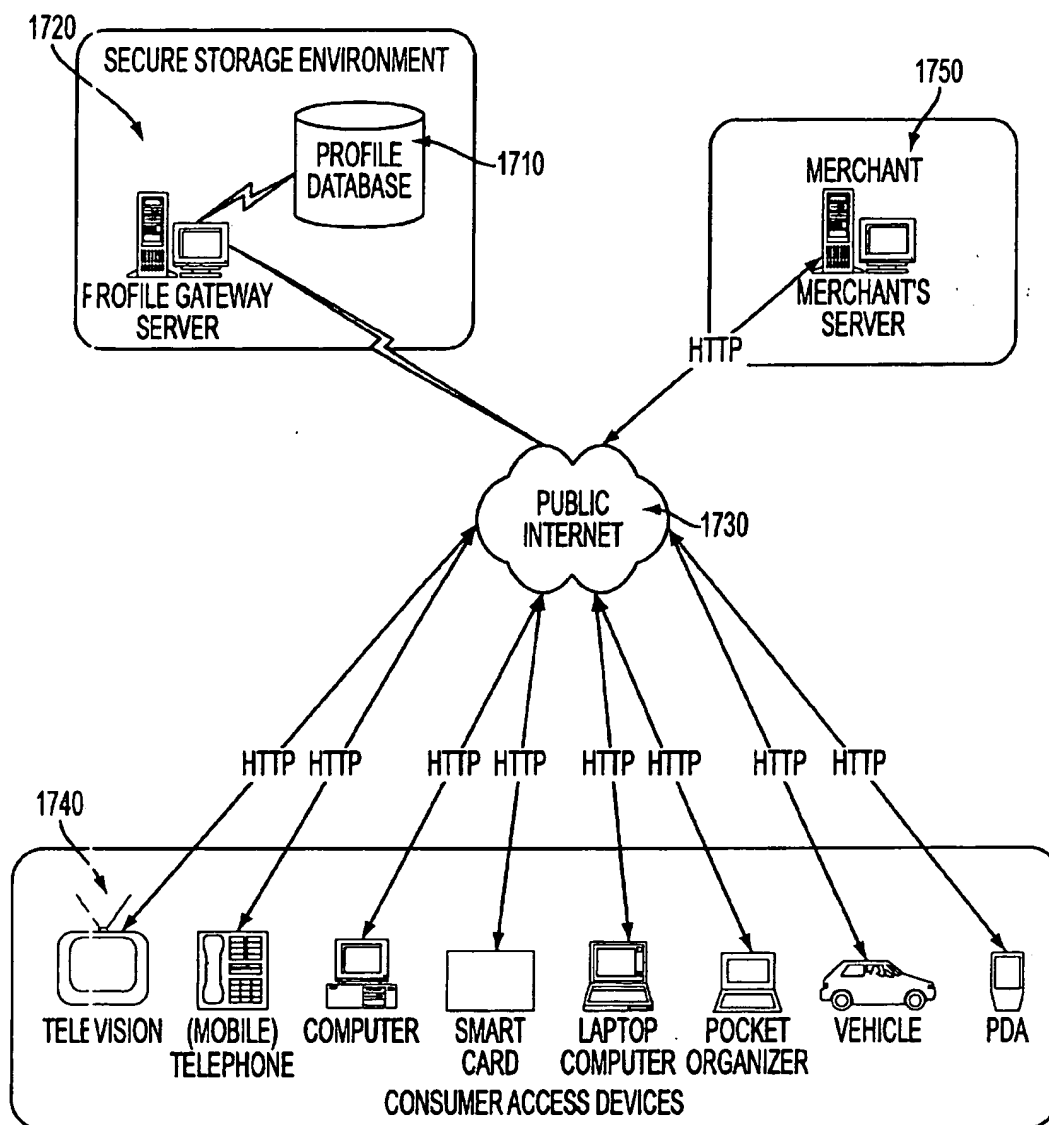 1720
SECURE STORAGE ENVIRONMENT
PROFILE
DATABASE
1710
PROFILE GATEWAY
SERVER
1750
MERCHANT
MERCHANT'S
SERVER
HTTP
PUBLIC
INTERNET
1730
HTTP HTTP HTTP HTTP HTTP HTTP HTTP HTTP
1740
TELEVISION
(MOBILE)
TELEPHONE
COMPUTER
SMART
CARD
LAPTOP
COMPUTER
POCKET
ORGANIZER
VEHICLE
PDA
CONSUMER ACCESS DEVICES